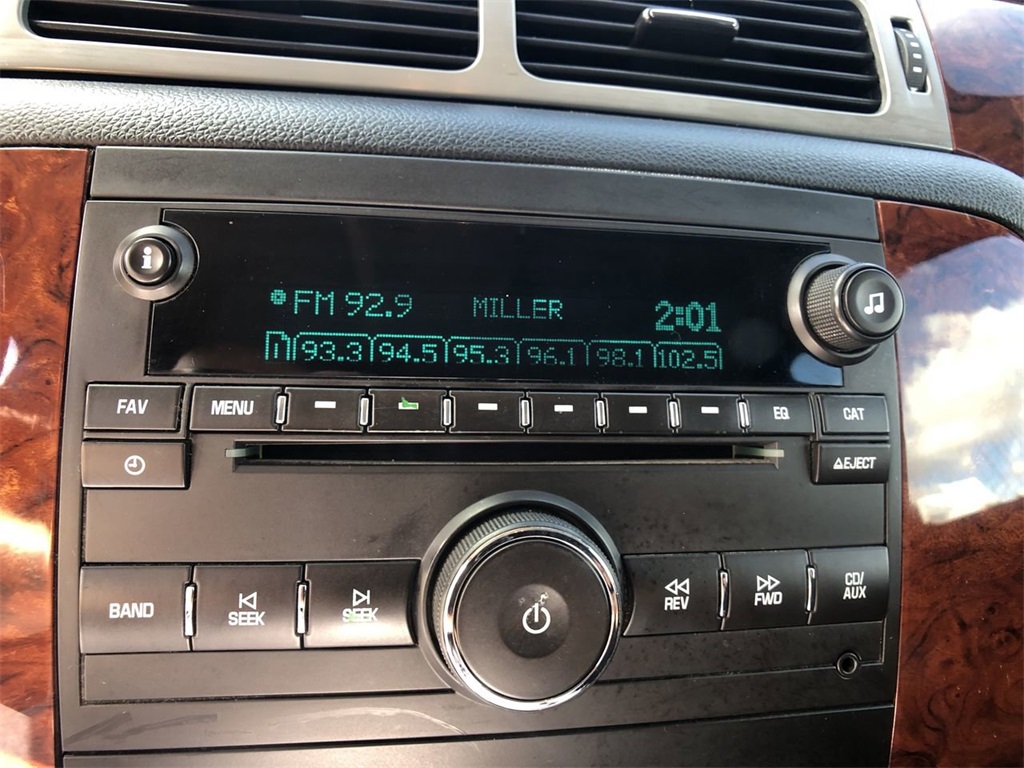 i
FM 92.9 MILLER 2:01
93.3 94.5 95.3 96.1 98.1 102.5
FAV MENU EQ CAT
EJECT
BAND SEEK SEEK REV FWD CD/
AUX